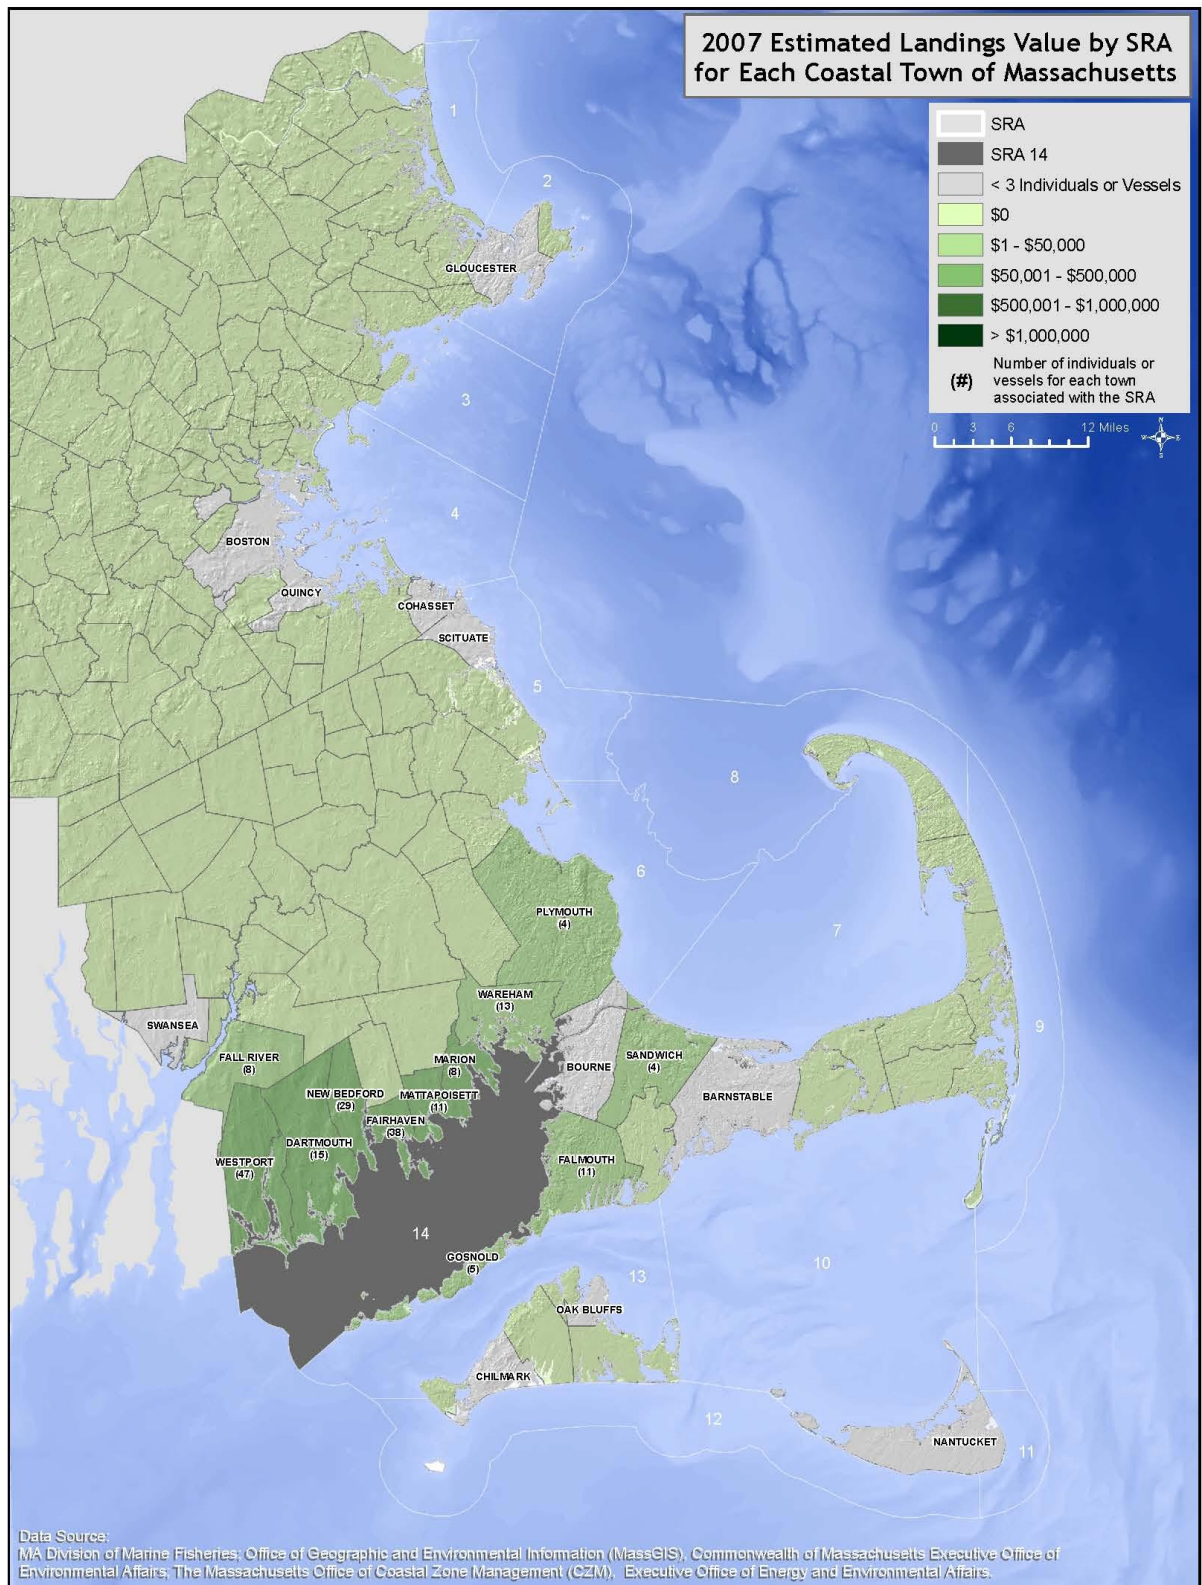 2007 Estimated Landings Value by SRA
for Each Coastal Town of Massachusetts
SRA
SRA 14
< 3 Individuals or Vessels
$0
$1 - $50,000
$50,001 - $500,000
$500,001 - $1,000,000
> $1,000,000
(#)
Number of individuals or
vessels for each town
associated with the SRA
0 3 6 12 Miles
N
W E
S
1
2
GLOUCESTER
3
4
BOSTON
QUINCY
COHASSET
SCITUATE
5
8
6
PLYMOUTH
(4)
7
WAREHAM
(13)
SWANSEA
9
FALL RIVER
(8)
MARION
(8)
BOURNE
SANDWICH
(4)
NEW BEDFORD
(29)
MATTAPOISETT
(11)
BARNSTABLE
FAIRHAVEN
(38)
DARTMOUTH
(15)
WESTPORT
(47)
FALMOUTH
(11)
14
GOSNOLD
(5)
10
13
OAK BLUFFS
CHILMARK
12
NANTUCKET
11
Data Source:
MA Division of Marine Fisheries; Office of Geographic and Environmental Information (MassGIS), Commonwealth of Massachusetts Executive Office of
Environmental Affairs; The Massachusetts Office of Coastal Zone Management (CZM), Executive Office of Energy and Environmental Affairs.